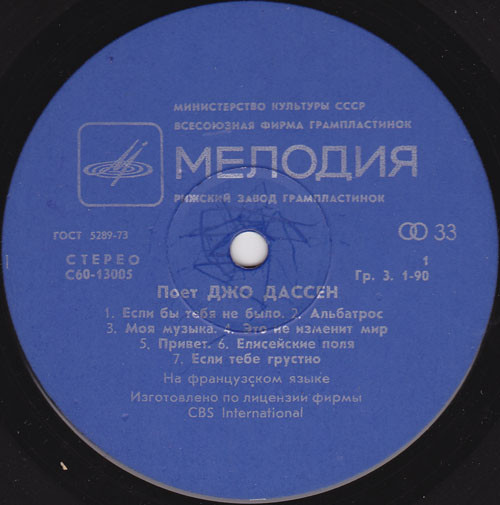 МИНИСТЕРСТВО КУЛЬТУРЫ СССР
ВСЕСОЮЗНАЯ ФИРМА ГРАМПЛАСТИНОК
МЕЛОДИЯ
РИЖСКИЙ ЗАВОД ГРАМПЛАСТИНОК
ГОСТ 5289-73
33
СТЕРЕО
1
С60-13005
Гр. 3. 1-90
Поет ДЖО ДАССЕН
1. Если бы тебя не было. 2. Альбатрос
3. Моя музыка. 4. Это не изменит мир
5. Привет. 6. Елисейские поля
7. Если тебе грустно
На французском языке
Изготовлено по лицензии фирмы
CBS International